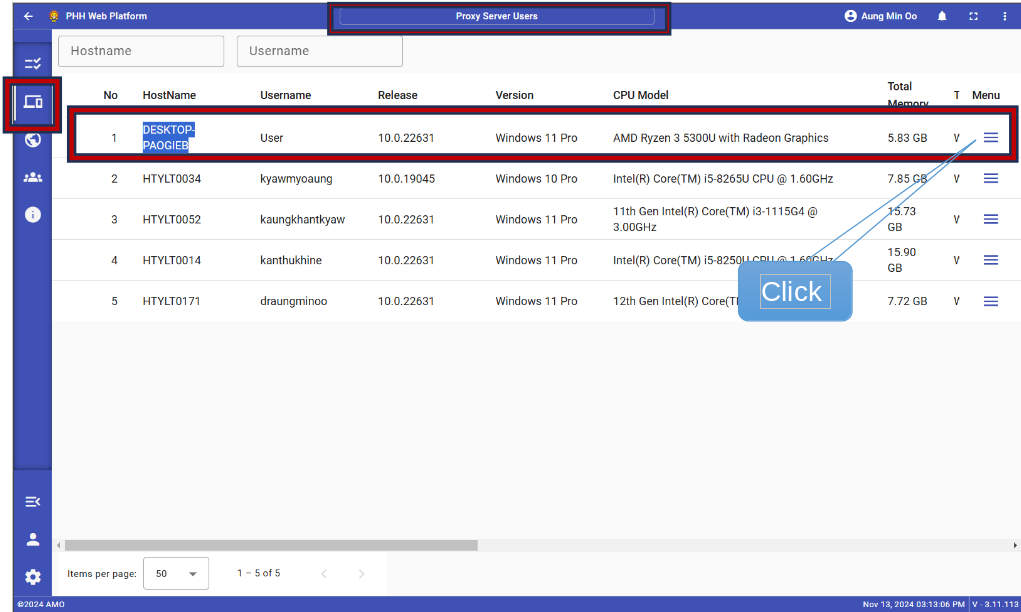 PHH Web Platform
Proxy Server Users
Aung Min Oo
Hostname
Username
No HostName Username Release Version CPU Model Total Memory T Menu
1 DESKTOP-PAOGIEB User 10.0.22631 Windows 11 Pro AMD Ryzen 3 5300U with Radeon Graphics 5.83 GB
2 HTYLT0034 kyawmyoaung 10.0.19045 Windows 10 Pro Intel(R) Core(TM) i5-8265U CPU @ 1.60GHz 7.85 GB
3 HTYLT0052 kaungkhantkyaw 10.0.22631 Windows 11 Pro 11th Gen Intel(R) Core(TM) i3-1115G4 @ 3.00GHz 15.73 GB
4 HTYLT0014 kanthukhine 10.0.22631 Windows 11 Pro Intel(R) Core(TM) i5-8250U CPU @ 1.60GHz 15.90 GB
5 HTYLT0171 draungminoo 10.0.22631 Windows 11 Pro 12th Gen Intel(R) 7.72 GB
Click
Items per page: 50 1 – 5 of 5
©2024 AMO
Nov 13, 2024 03:13:06 PM V - 3.11.113